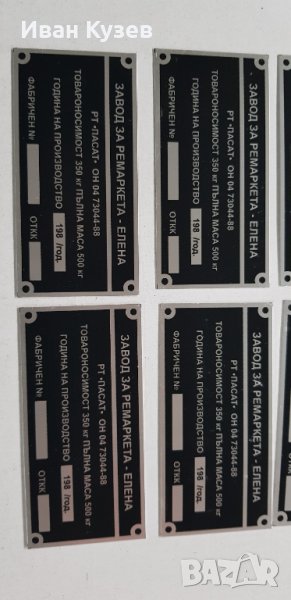 Иван Кузев
ЗАВОД ЗА РЕМАРКЕТА - ЕЛЕНА
РТ "ПАСАТ" ОН 04 73044-88
ТОВАРОНОСИМОСТ 350 кг ПЪЛНА МАСА 500 кг
ГОДИНА НА ПРОИЗВОДСТВО 198 /год.
ФАБРИЧЕН № ОТКК
ЗАВОД ЗА РЕМАРКЕТА - ЕЛЕНА
РТ "ПАСАТ" ОН 04 73044-88
ТОВАРОНОСИМОСТ 350 кг ПЪЛНА МАСА 500 кг
ГОДИНА НА ПРОИЗВОДСТВО 198 /год.
ФАБРИЧЕН № ОТКК
ЗАВОД ЗА РЕМАРКЕТА - ЕЛЕНА
РТ "ПАСАТ" ОН 04 73044-88
ТОВАРОНОСИМОСТ 350 кг ПЪЛНА МАСА 500 кг
ГОДИНА НА ПРОИЗВОДСТВО 198 /год.
ФАБРИЧЕН № ОТКК
ЗАВОД ЗА РЕМАРКЕТА - ЕЛЕНА
РТ "ПАСАТ" ОН 04 73044-88
ТОВАРОНОСИМОСТ 350 кг ПЪЛНА МАСА 500 кг
ГОДИНА НА ПРОИЗВОДСТВО 198 /год.
ФАБРИЧЕН № ОТКК
BAZAR